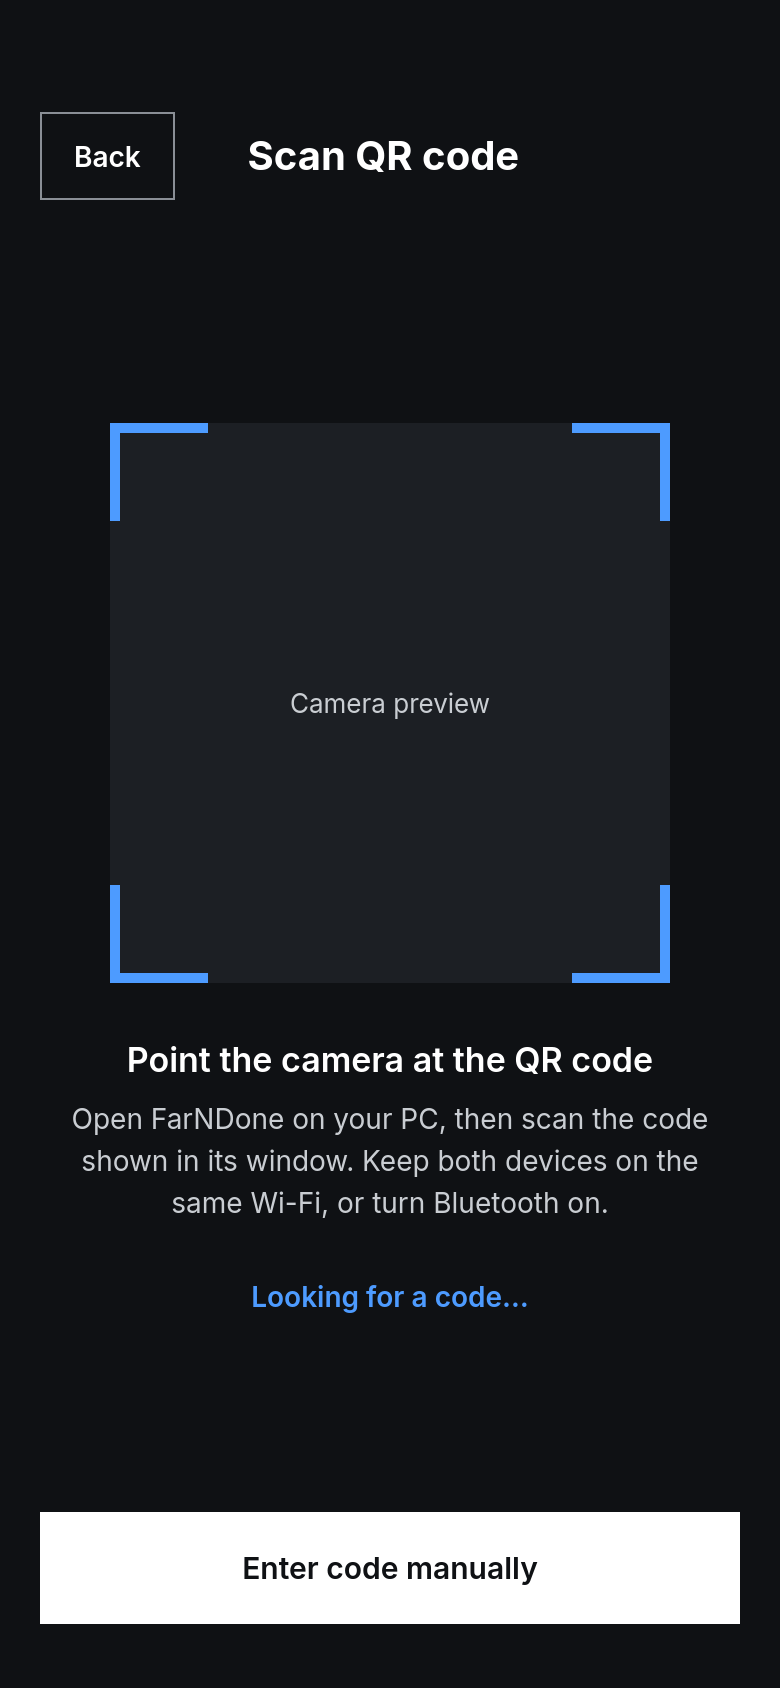 Back
Scan QR code
Camera preview
Point the camera at the QR code
Open FarNDone on your PC, then scan the code
shown in its window. Keep both devices on the
same Wi-Fi, or turn Bluetooth on.
Looking for a code...
Enter code manually